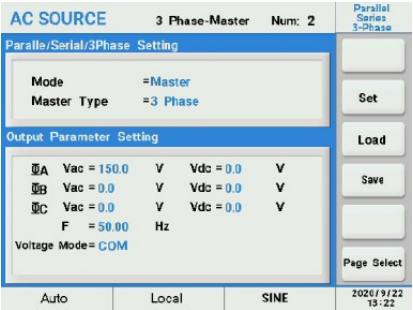 AC SOURCE 3 Phase-Master Num: 2
Parallel
Series
3-Phase
Paralle/Serial/3Phase Setting
Mode =Master
Master Type =3 Phase
Set
Output Parameter Setting
Load
ΦA Vac = 150.0 V Vdc = 0.0 V
Save
ΦB Vac = 0.0 V Vdc = 0.0 V
ΦC Vac = 0.0 V Vdc = 0.0 V
F = 50.00 Hz
Voltage Mode= COM
Page Select
Auto Local SINE
2020/9/22
13:22